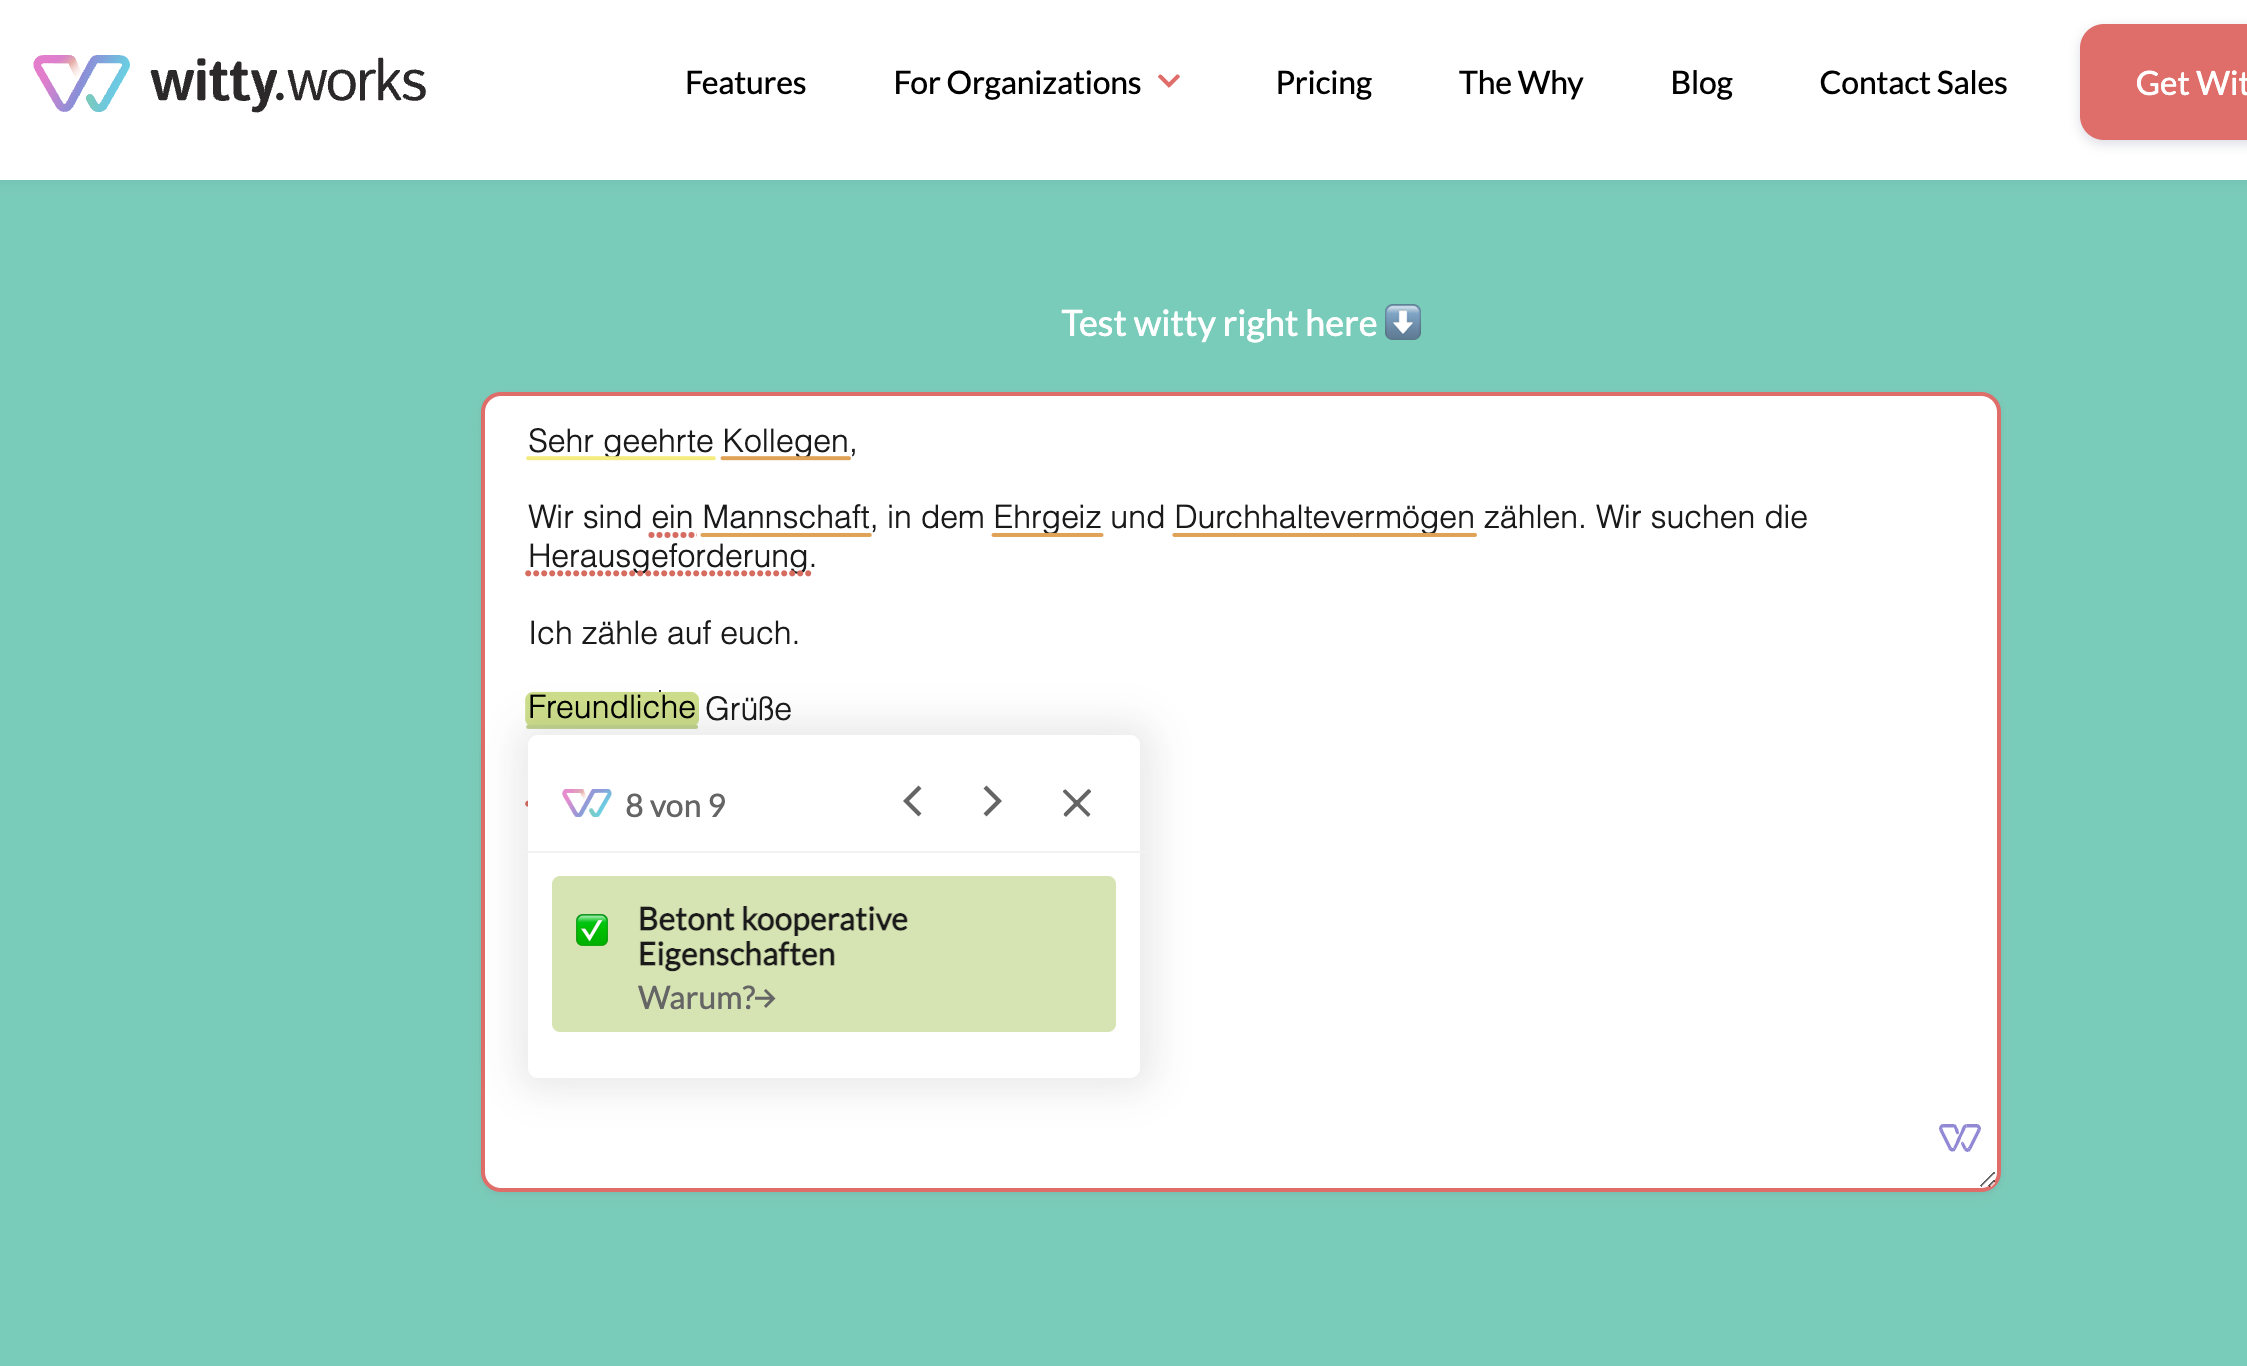 witty.works
Features
For Organizations
Pricing
The Why
Blog
Contact Sales
Get
Test witty right here
Sehr geehrte Kollegen,
Wir sind ein Mannschaft, in dem Ehrgeiz und Durchhaltevermögen zählen. Wir suchen die
Herausgeforderung.
Ich zähle auf euch.
Freundliche Grüße
8 von 9
Betont kooperative
Eigenschaften
Warum?→